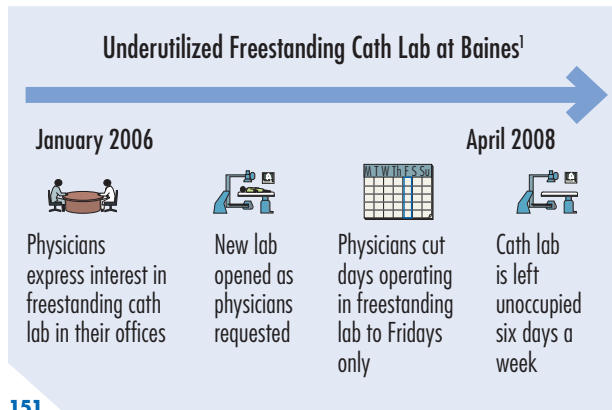 Underutilized Freestanding Cath Lab at Baines¹
January 2006
April 2008
M T W Th F S Su
Physicians
express interest in
freestanding cath
lab in their offices
New lab
opened as
physicians
requested
Physicians cut
days operating
in freestanding
lab to Fridays
only
Cath lab
is left
unoccupied
six days a
week
151